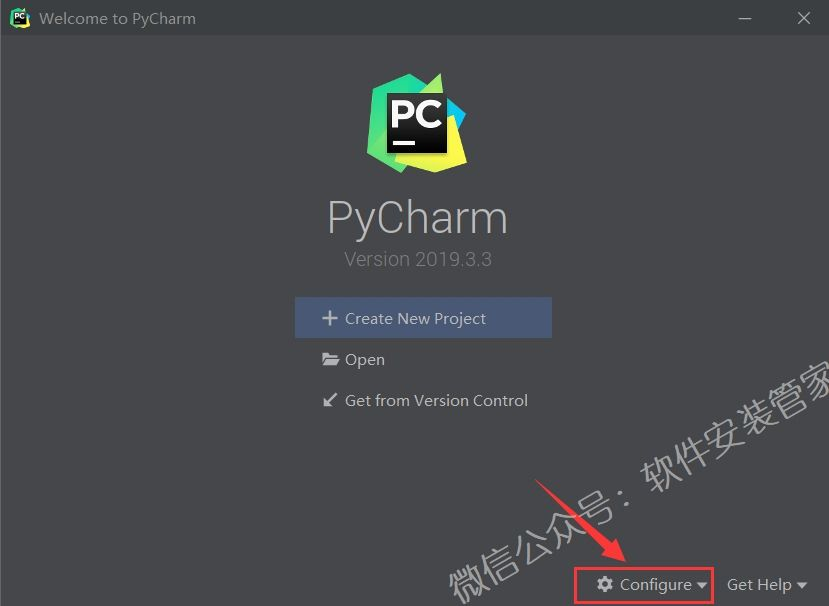 PC
Welcome to PyCharm
PC
PyCharm
Version 2019.3.3
Create New Project
Open
Get from Version Control
微信公众号：软件安装管家
Configure
Get Help